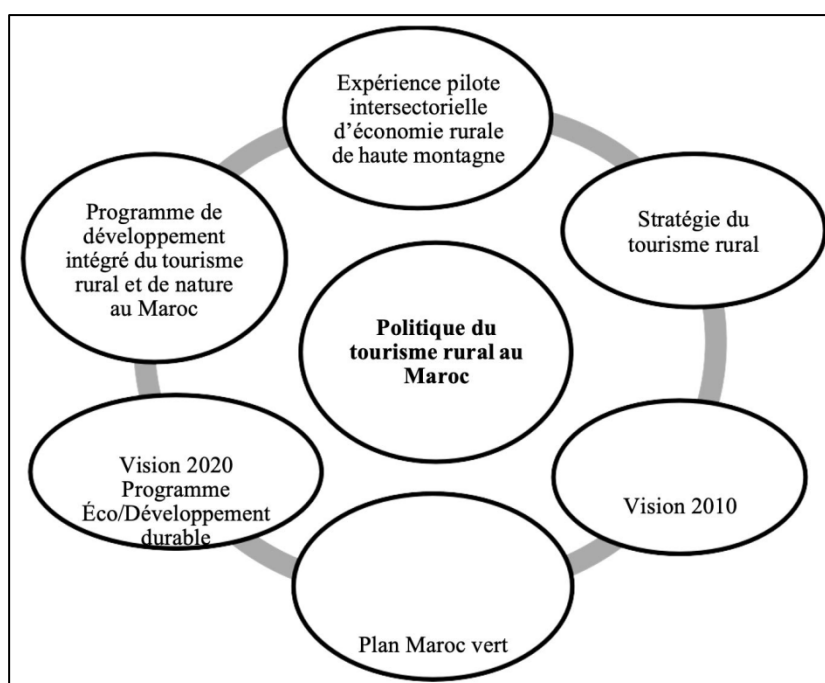 Expérience pilote
intersectorielle
d’économie rurale
de haute montagne
Stratégie du
tourisme rural
Vision 2010
Plan Maroc vert
Vision 2020
Programme
Éco/Développement
durable
Programme de
développement
intégré du tourisme
rural et de nature
au Maroc
Politique du
tourisme rural au
Maroc